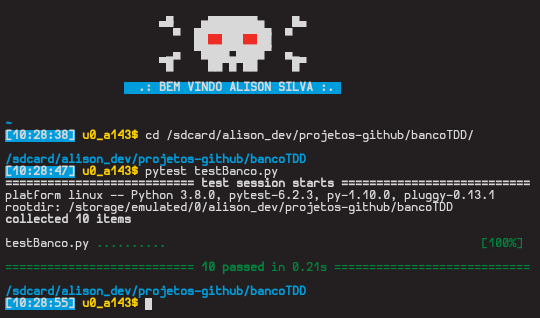 .: BEM VINDO ALISON SILVA :.
~
[10:28:38] u0_a143$ cd /sdcard/alison_dev/projetos-github/bancoTDD/
/sdcard/alison_dev/projetos-github/bancoTDD
[10:28:47] u0_a143$ pytest testBanco.py
=========================== test session starts ===========================
platform linux -- Python 3.8.0, pytest-6.2.3, py-1.10.0, pluggy-0.13.1
rootdir: /storage/emulated/0/alison_dev/projetos-github/bancoTDD
collected 10 items
testBanco.py .......... [100%]
=========================== 10 passed in 0.21s ============================
/sdcard/alison_dev/projetos-github/bancoTDD
[10:28:55] u0_a143$